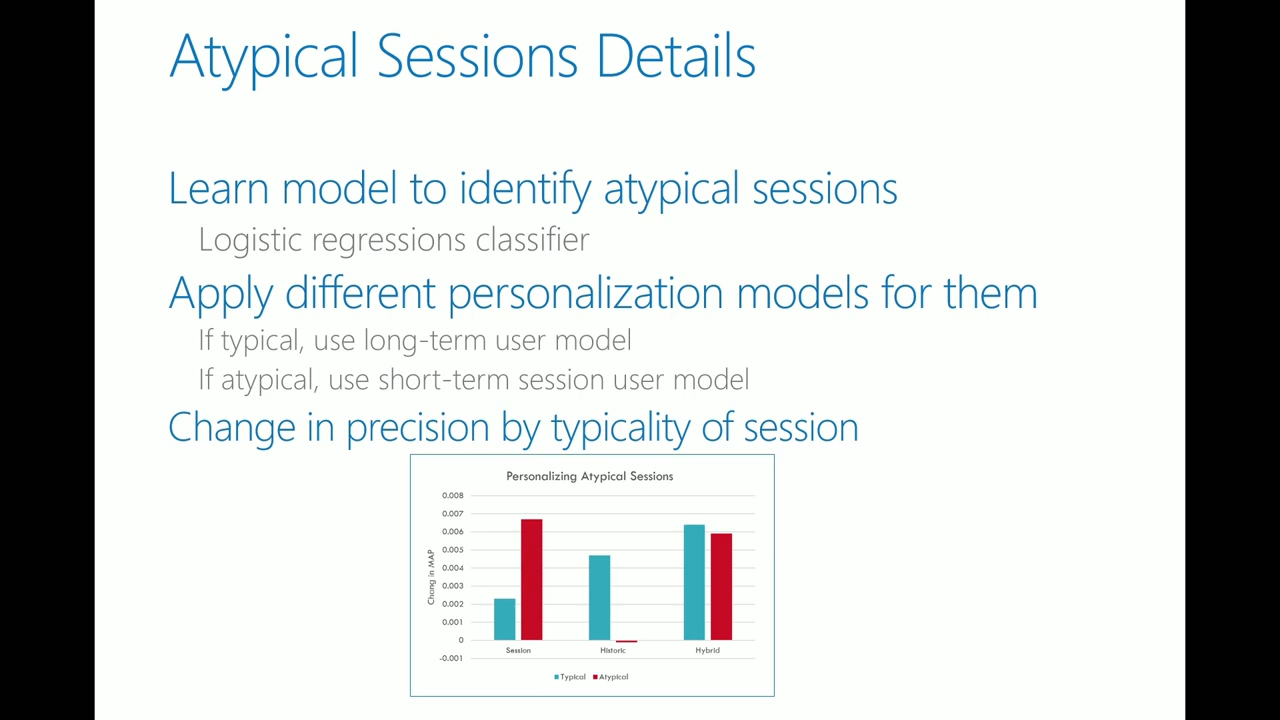 Atypical Sessions Details
Learn model to identify atypical sessions
Logistic regressions classifier
Apply different personalization models for them
If typical, use long-term user model
If atypical, use short-term session user model
Change in precision by typicality of session
Personalizing Atypical Sessions
0.008
0.007
0.006
0.005
0.004
0.003
0.002
0.001
0
-0.001
Chang in MAP
Session Historic Hybrid
Typical Atypical